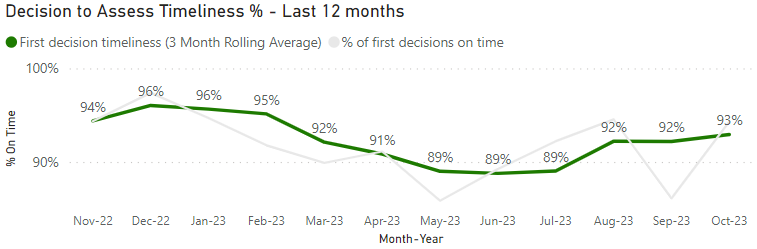 Decision to Assess Timeliness % - Last 12 months
First decision timeliness (3 Month Rolling Average) % of first decisions on time
100%
90%
% On Time
94% 96% 96% 95% 92% 91% 89% 89% 89% 92% 92% 93%
Nov-22 Dec-22 Jan-23 Feb-23 Mar-23 Apr-23 May-23 Jun-23 Jul-23 Aug-23 Sep-23 Oct-23
Month-Year